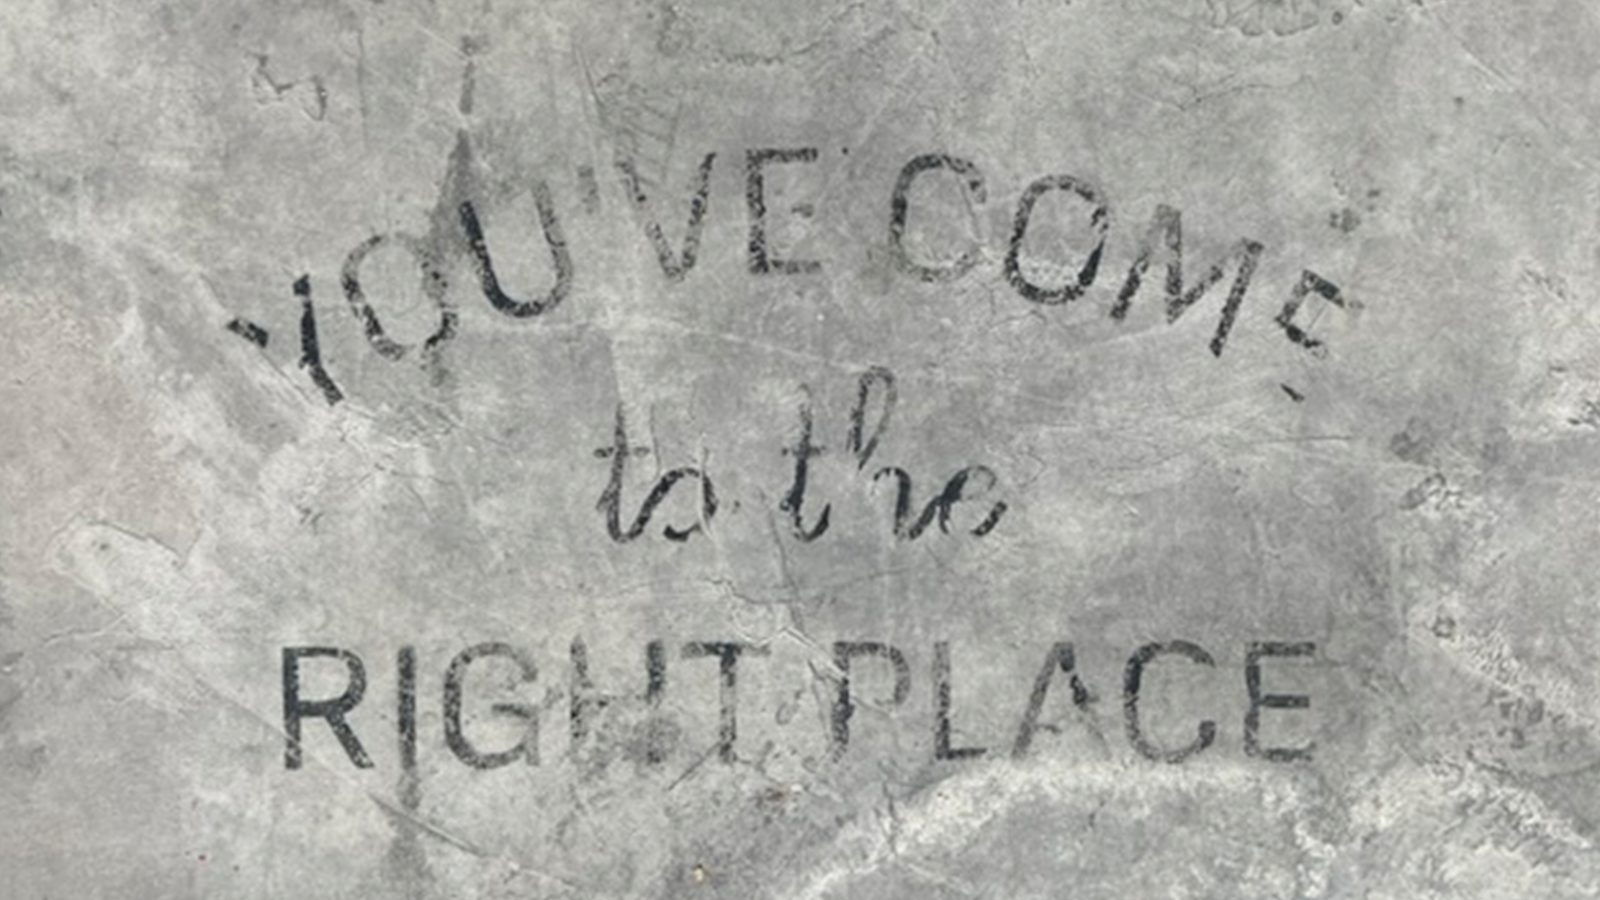 YOU'VE COME
to the
RIGHT PLACE